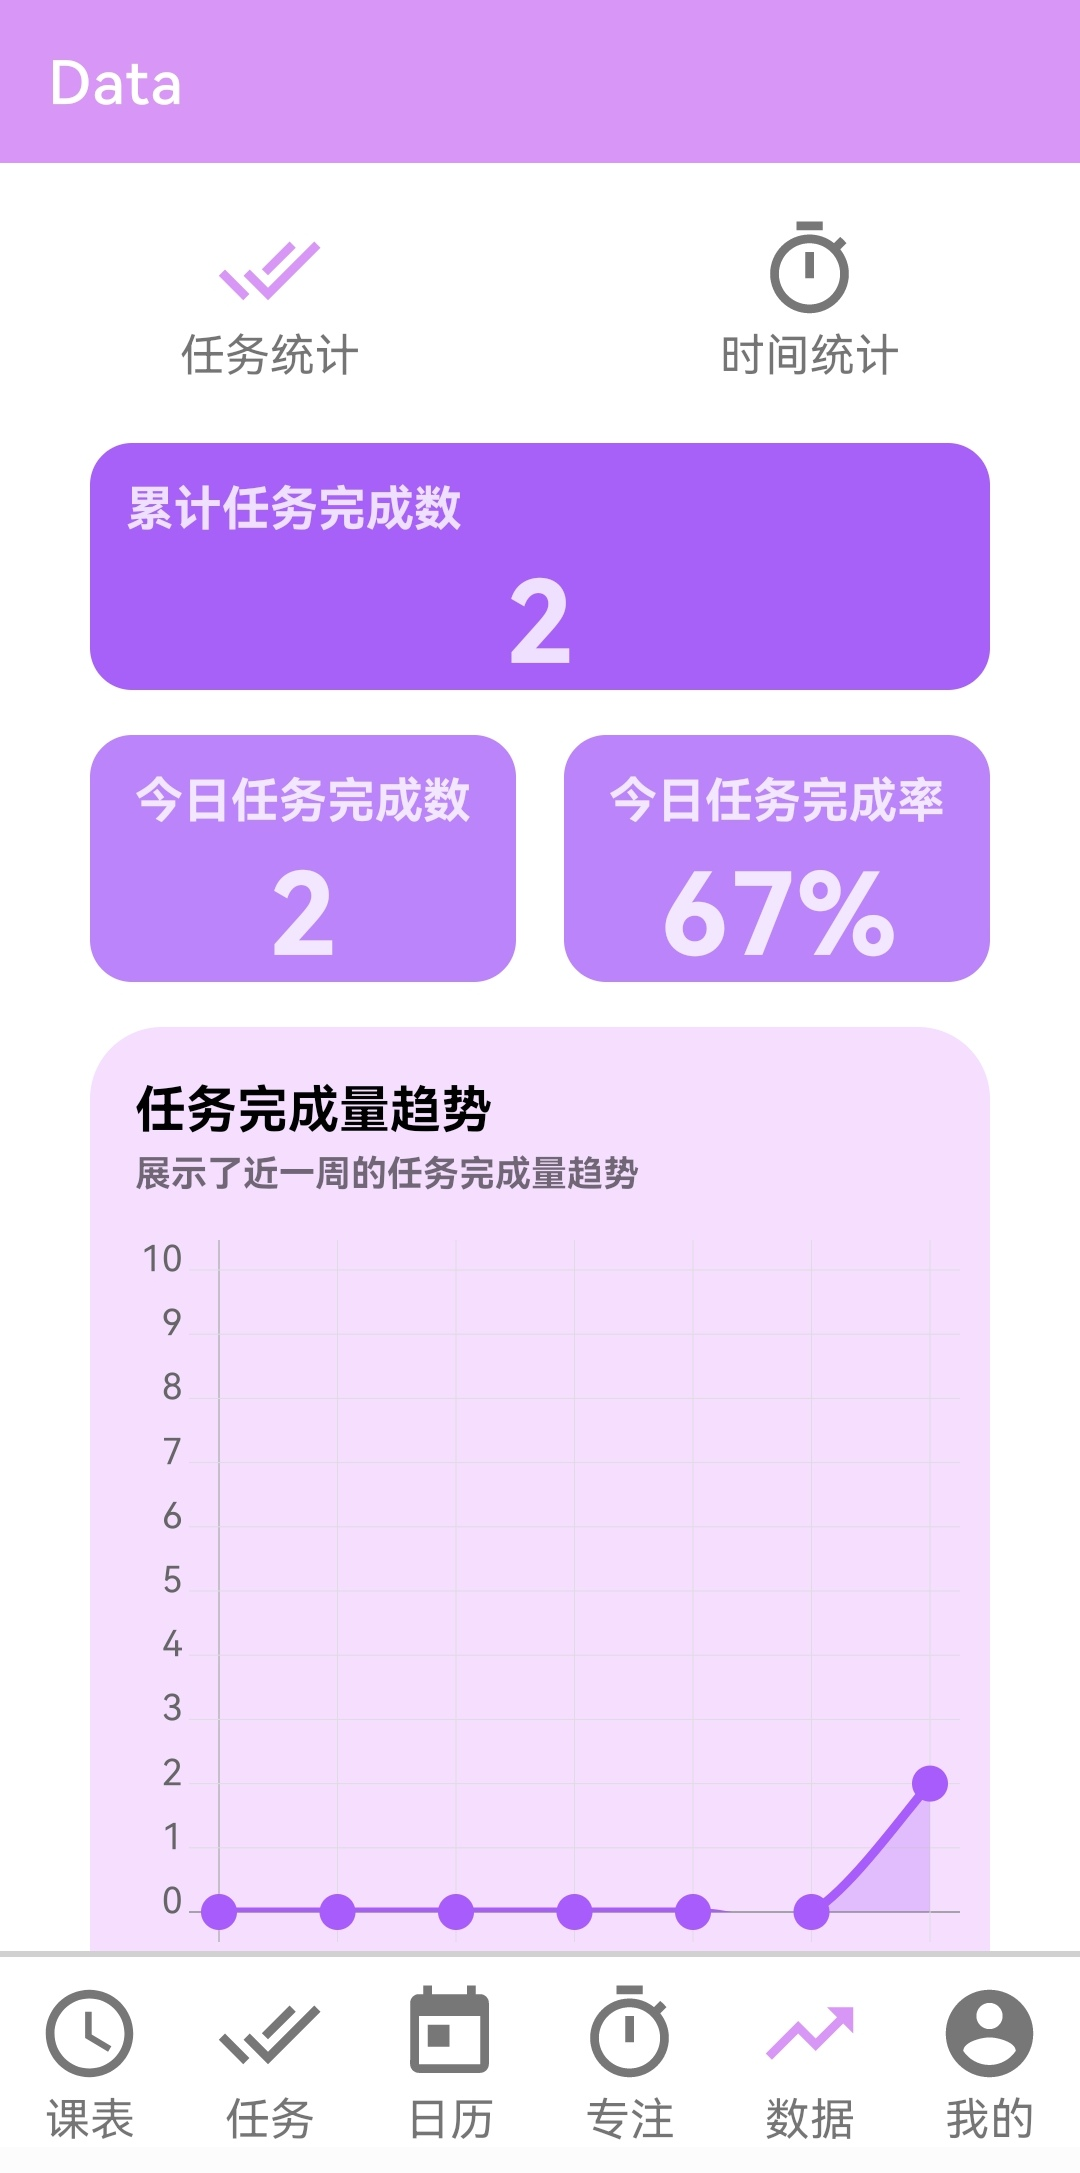 Data
任务统计
时间统计
累计任务完成数
2
今日任务完成数
2
今日任务完成率
67%
任务完成量趋势
展示了近一周的任务完成量趋势
10
9
8
7
6
5
4
3
2
1
0
课表
任务
日历
专注
数据
我的